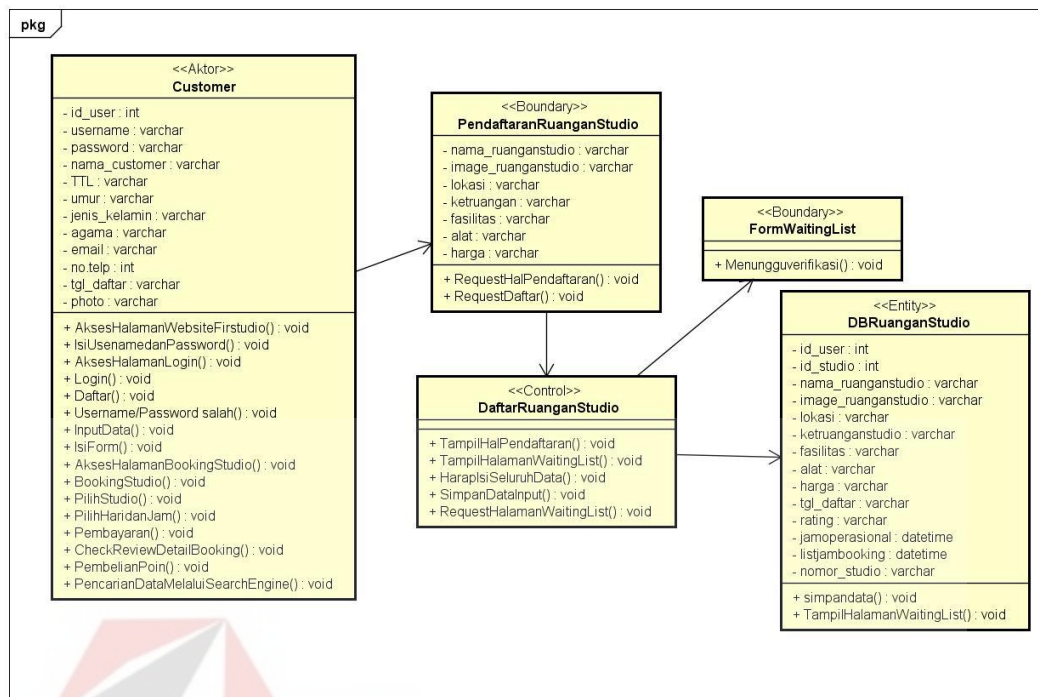 pkg
<<Aktor>>
Customer
- id_user : int
- username : varchar
- password : varchar
- nama_customer : varchar
- TTL : varchar
- umur : varchar
- jenis_kelamin : varchar
- agama : varchar
- email : varchar
- no.telp : int
- tgl_daftar : varchar
- photo : varchar
+ AksesHalamanWebsiteFirstudio() : void
+ IsiUsenamedanPassword() : void
+ AksesHalamanLogin() : void
+ Login() : void
+ Daftar() : void
+ Username/Password salah() : void
+ InputData() : void
+ IsiForm() : void
+ AksesHalamanBookingStudio() : void
+ BookingStudio() : void
+ PilihStudio() : void
+ PilihHaridanJam() : void
+ Pembayaran() : void
+ CheckReviewDetailBooking() : void
+ PembelianPoin() : void
+ PencarianDataMelaluiSearchEngine() : void
<<Boundary>>
PendaftaranRuanganStudio
- nama_ruanganstudio : varchar
- image_ruanganstudio : varchar
- lokasi : varchar
- ketruangan : varchar
- fasilitas : varchar
- alat : varchar
- harga : varchar
+ RequestHalPendaftaran() : void
+ RequestDaftar() : void
<<Control>>
DaftarRuanganStudio
+ TampilHalPendaftaran() : void
+ TampilHalamanWaitingList() : void
+ HarapIsiSeluruhData() : void
+ SimpanDataInput() : void
+ RequestHalamanWaitingList() : void
<<Boundary>>
FormWaitingList
+ Menungguverifikasi() : void
<<Entity>>
DBRuanganStudio
- id_user : int
- id_studio : int
- nama_ruanganstudio : varchar
- image_ruanganstudio : varchar
- lokasi : varchar
- ketruanganstudio : varchar
- fasilitas : varchar
- alat : varchar
- harga : varchar
- tgl_daftar : varchar
- rating : varchar
- jamoperasional : datetime
- listjambooking : datetime
- nomor_studio : varchar
+ simpandata() : void
+ TampilHalamanWaitingList() : void